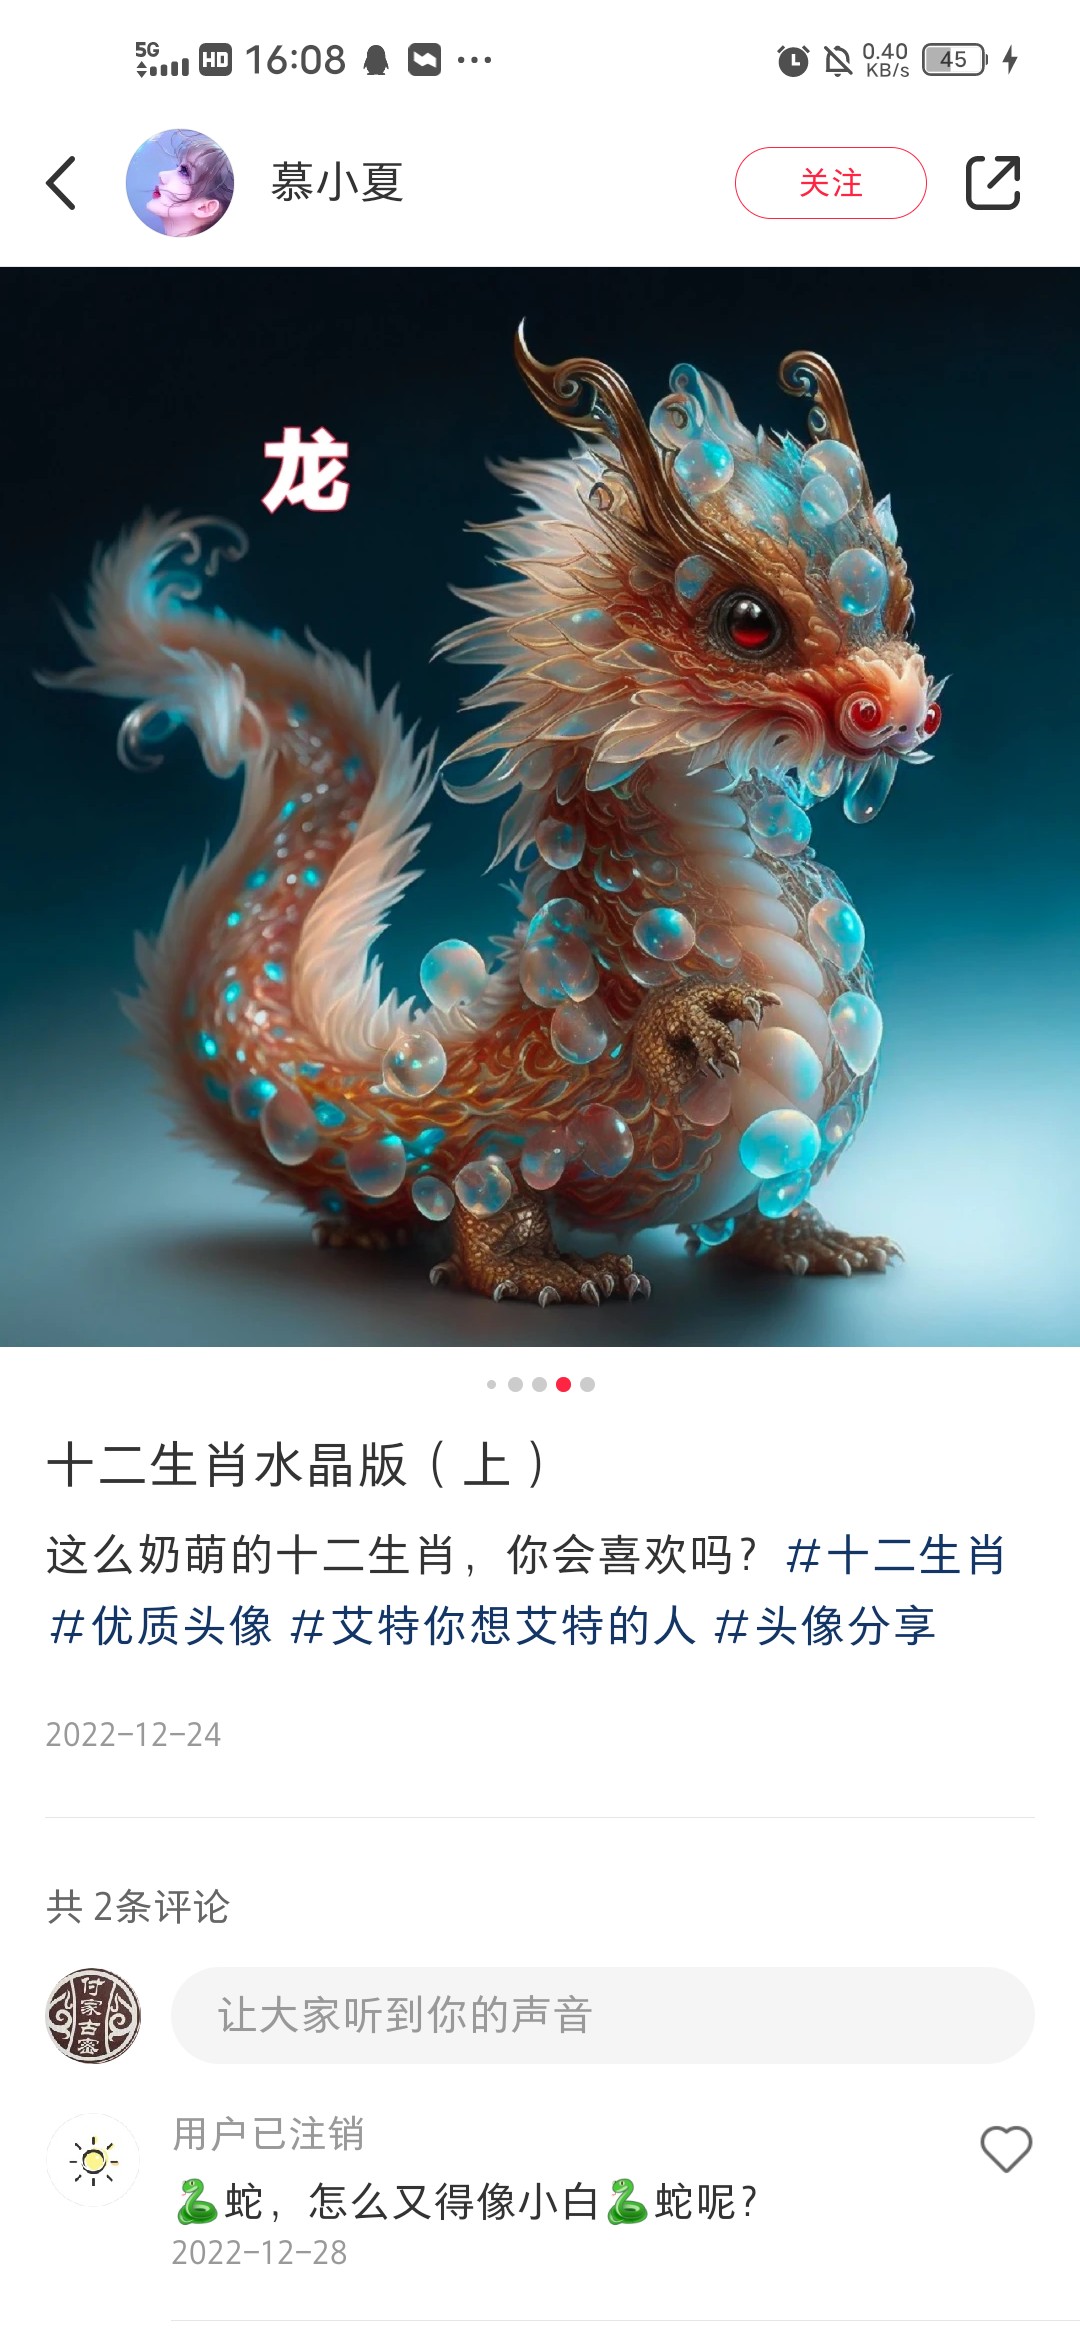 5G HD 16:08 ··· 0.40 KB/s 45
慕小夏 关注
龙
十二生肖水晶版（上）
这么奶萌的十二生肖，你会喜欢吗？#十二生肖
#优质头像 #艾特你想艾特的人 #头像分享
2022-12-24
共 2条评论
付家古窖
让大家听到你的声音
用户已注销
🐍蛇，怎么又得像小白🐍蛇呢？
2022-12-28